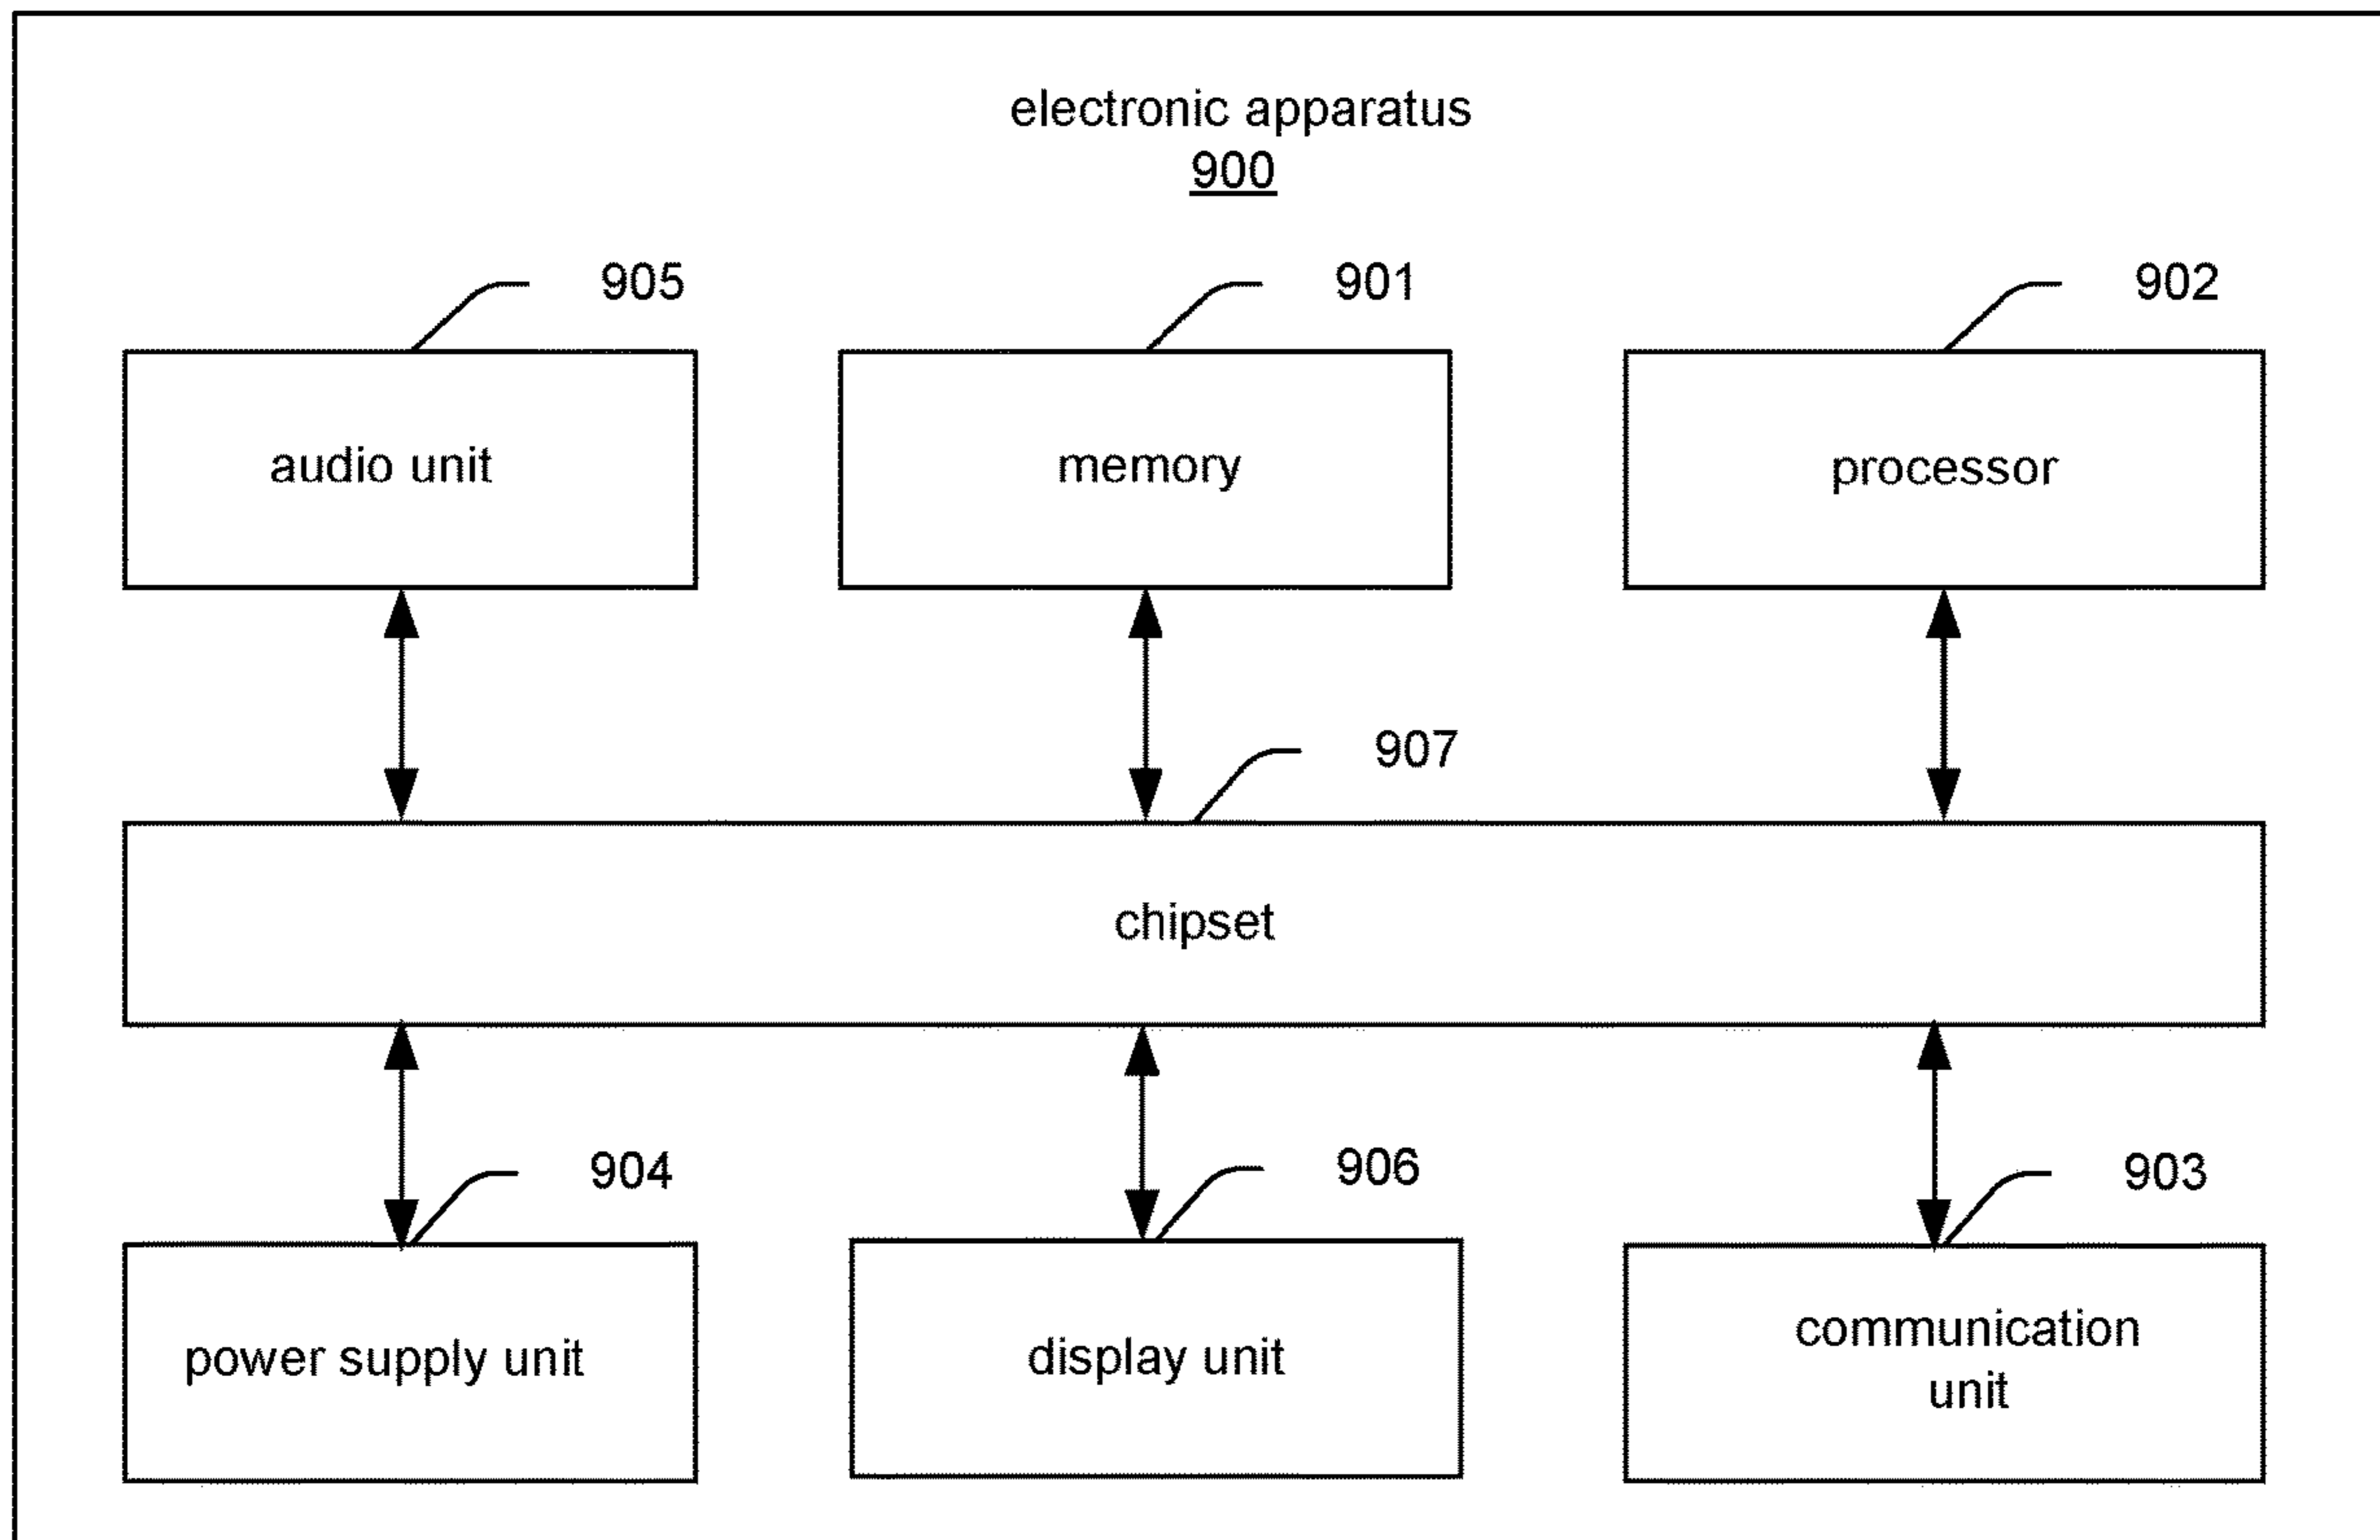 electronic apparatus
900
905
901
902
audio unit
memory
processor
907
chipset
904
906
903
power supply unit
display unit
communication
unit